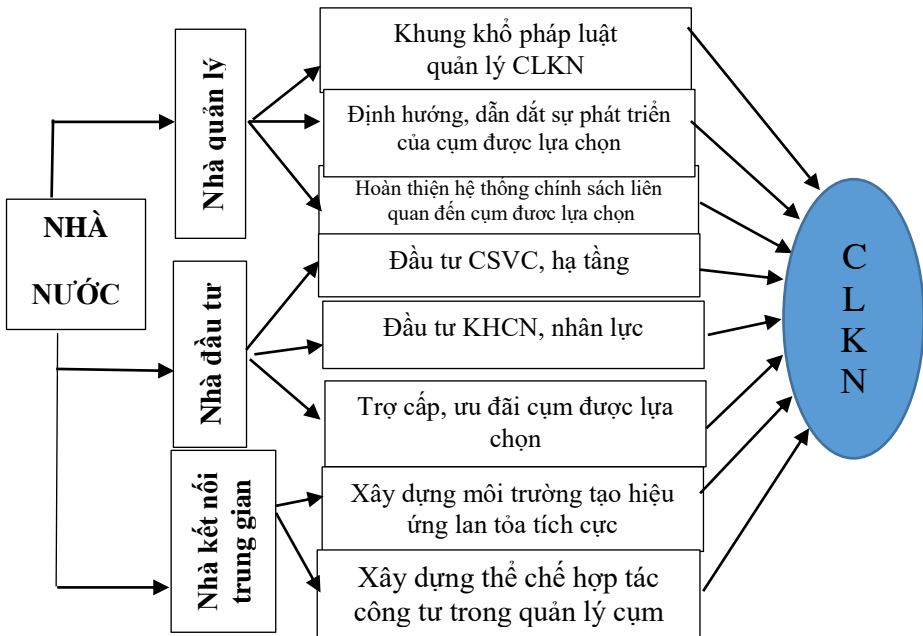 NHÀ
NƯỚC
Nhà quản lý
Khung khổ pháp luật
quản lý CLKN
Định hướng, dẫn dắt sự phát triển
của cụm được lựa chọn
Hoàn thiện hệ thống chính sách liên
quan đến cụm đươc lựa chọn
Nhà đầu tư
Đầu tư CSVC, hạ tầng
Đầu tư KHCN, nhân lực
Trợ cấp, ưu đãi cụm được lựa
chọn
Nhà kết nối
trung gian
Xây dựng môi trường tạo hiệu
ứng lan tỏa tích cực
Xây dựng thể chế hợp tác
công tư trong quản lý cụm
C
L
K
N